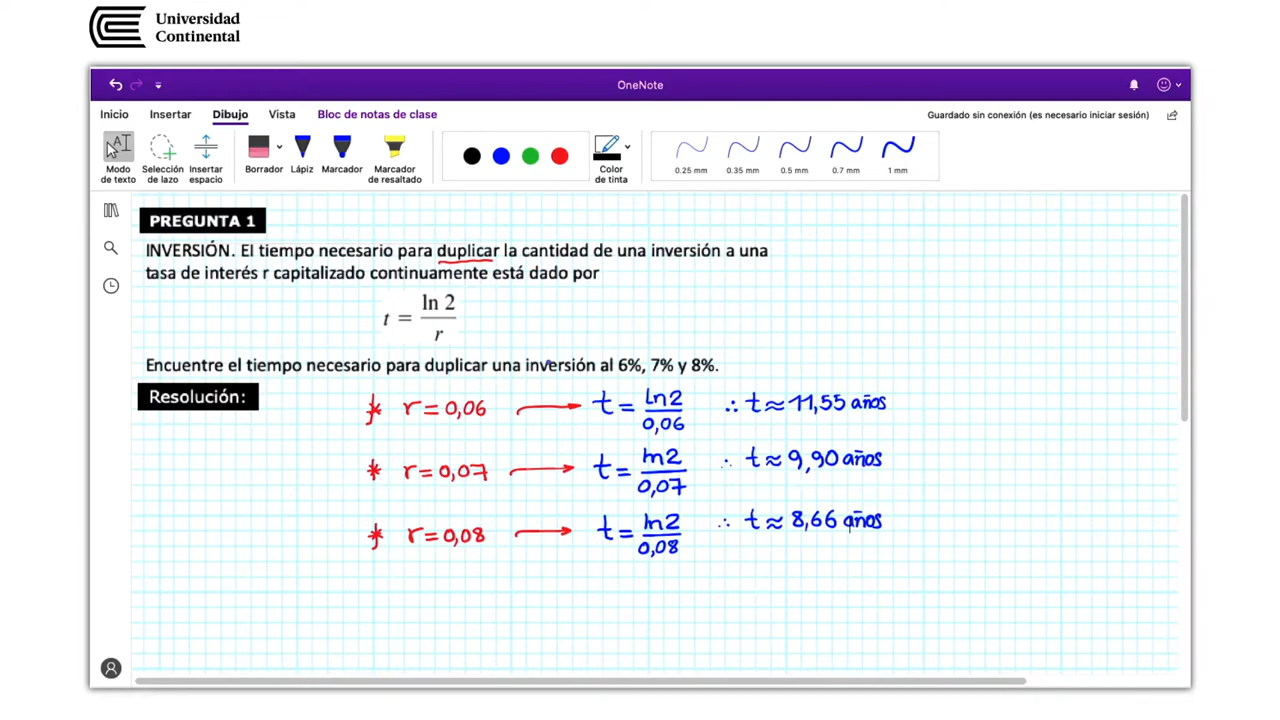 Universidad
Continental
OneNote
Inicio Insertar Dibujo Vista Bloc de notas de clase Guardado sin conexión (es necesario iniciar sesión)
Modo de texto Selección de lazo Insertar espacio Borrador Lápiz Marcador Marcador de resaltado Color de tinta 0.25 mm 0.35 mm 0.5 mm 0.7 mm 1 mm
PREGUNTA 1
INVERSIÓN. El tiempo necesario para duplicar la cantidad de una inversión a una
tasa de interés r capitalizado continuamente está dado por
t = ln 2 / r
Encuentre el tiempo necesario para duplicar una inversión al 6%, 7% y 8%.
Resolución:
* r = 0,06 → t = ln2 / 0,06 ∴ t ≈ 11,55 años
* r = 0,07 → t = ln2 / 0,07 ∴ t ≈ 9,90 años
* r = 0,08 → t = ln2 / 0,08 ∴ t ≈ 8,66 años